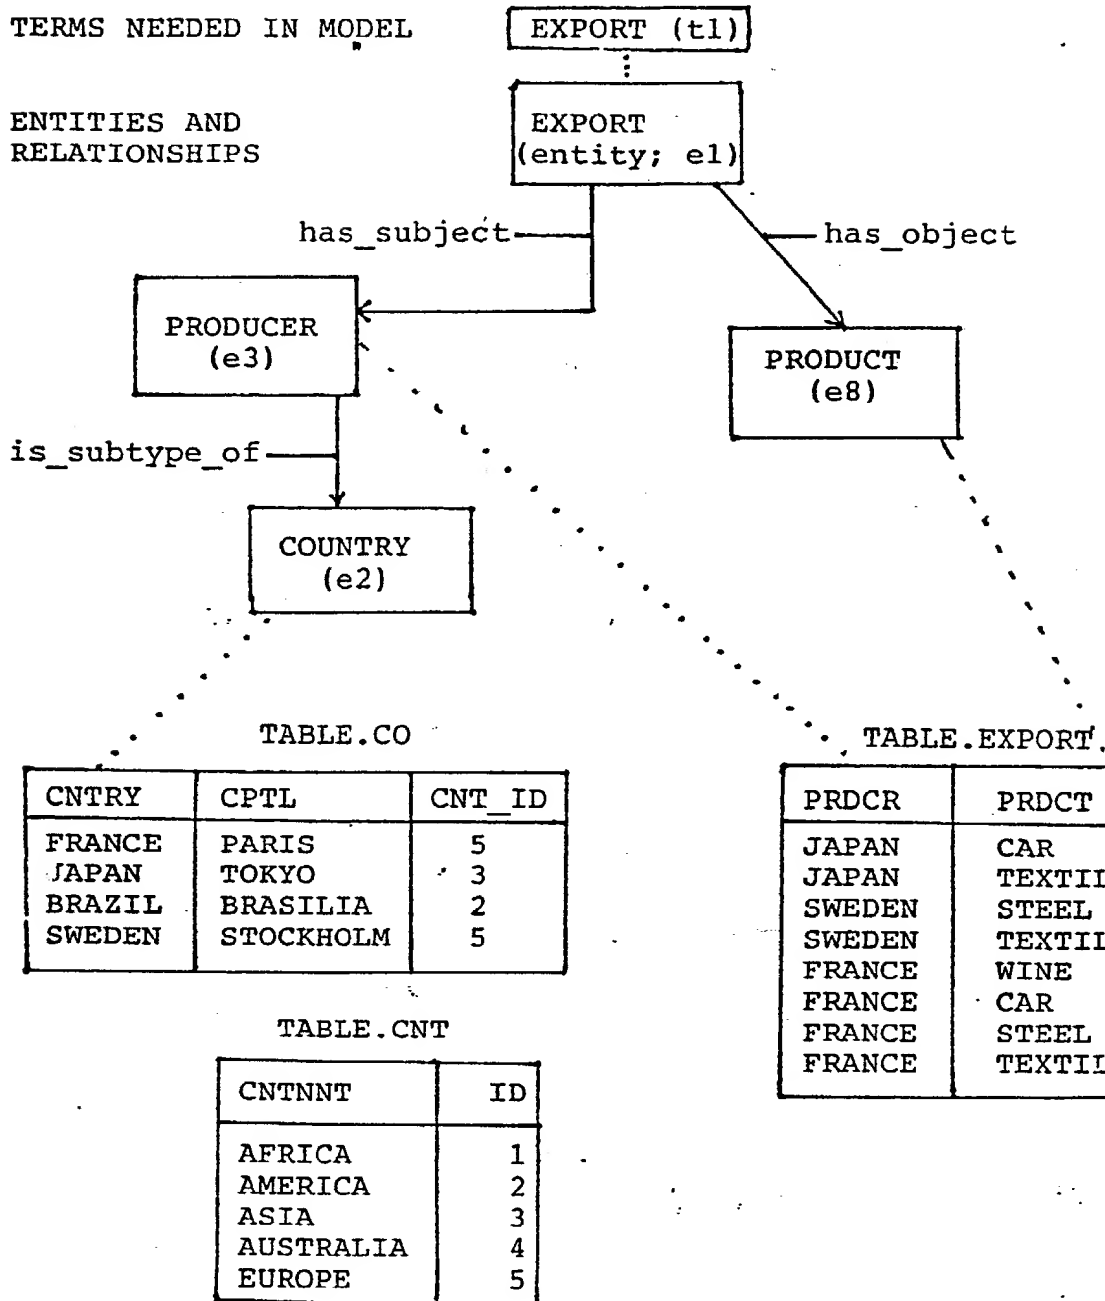 TERMS NEEDED IN MODEL
EXPORT (t1)
ENTITIES AND
RELATIONSHIPS
EXPORT
(entity; e1)
has_subject
has_object
PRODUCER
(e3)
PRODUCT
(e8)
is_subtype_of
COUNTRY
(e2)
TABLE.CO
CNTRY CPTL CNT_ID
FRANCE PARIS 5
JAPAN TOKYO 3
BRAZIL BRASILIA 2
SWEDEN STOCKHOLM 5
TABLE.EXPORT
PRDCR PRDCT
JAPAN CAR
JAPAN TEXTIL
SWEDEN STEEL
SWEDEN TEXTIL
FRANCE WINE
FRANCE CAR
FRANCE STEEL
FRANCE TEXTIL
TABLE.CNT
CNTNNT ID
AFRICA 1
AMERICA 2
ASIA 3
AUSTRALIA 4
EUROPE 5